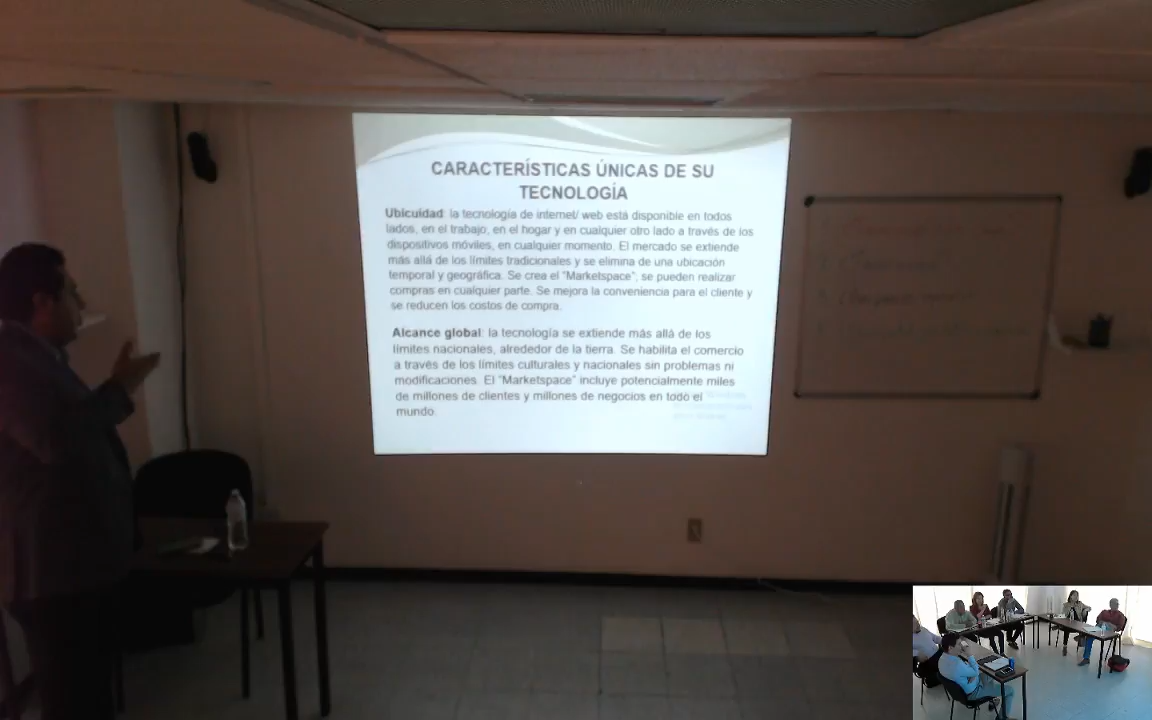 CARACTERÍSTICAS ÚNICAS DE SU
TECNOLOGÍA
Ubicuidad: la tecnología de internet/ web está disponible en todos
lados, en el trabajo, en el hogar y en cualquier otro lado a través de los
dispositivos móviles, en cualquier momento. El mercado se extiende
más allá de los límites tradicionales y se elimina de una ubicación
temporal y geográfica. Se crea el "Marketspace"; se pueden realizar
compras en cualquier parte. Se mejora la conveniencia para el cliente y
se reducen los costos de compra.
Alcance global: la tecnología se extiende más allá de los
límites nacionales, alrededor de la tierra. Se habilita el comercio
a través de los límites culturales y nacionales sin problemas ni
modificaciones. El "Marketspace" incluye potencialmente miles
de millones de clientes y millones de negocios en todo el
mundo.